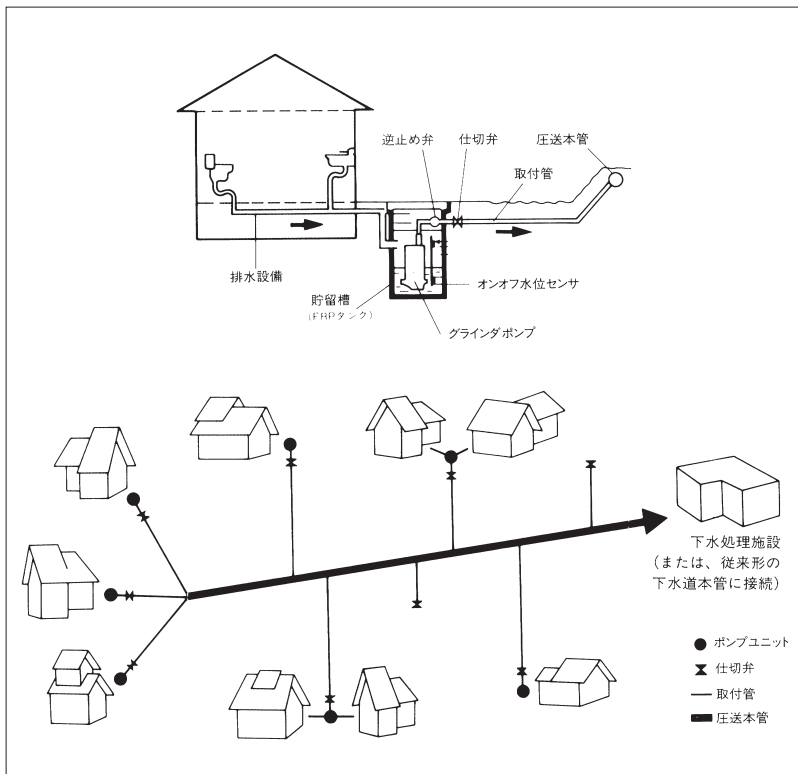 逆止め弁
仕切弁
圧送本管
取付管
排水設備
貯留槽
(FRPタンク)
オンオフ水位センサ
グラインダポンプ
下水処理施設
(または、従来形の
下水道本管に接続)
ポンプユニット
仕切弁
取付管
圧送本管